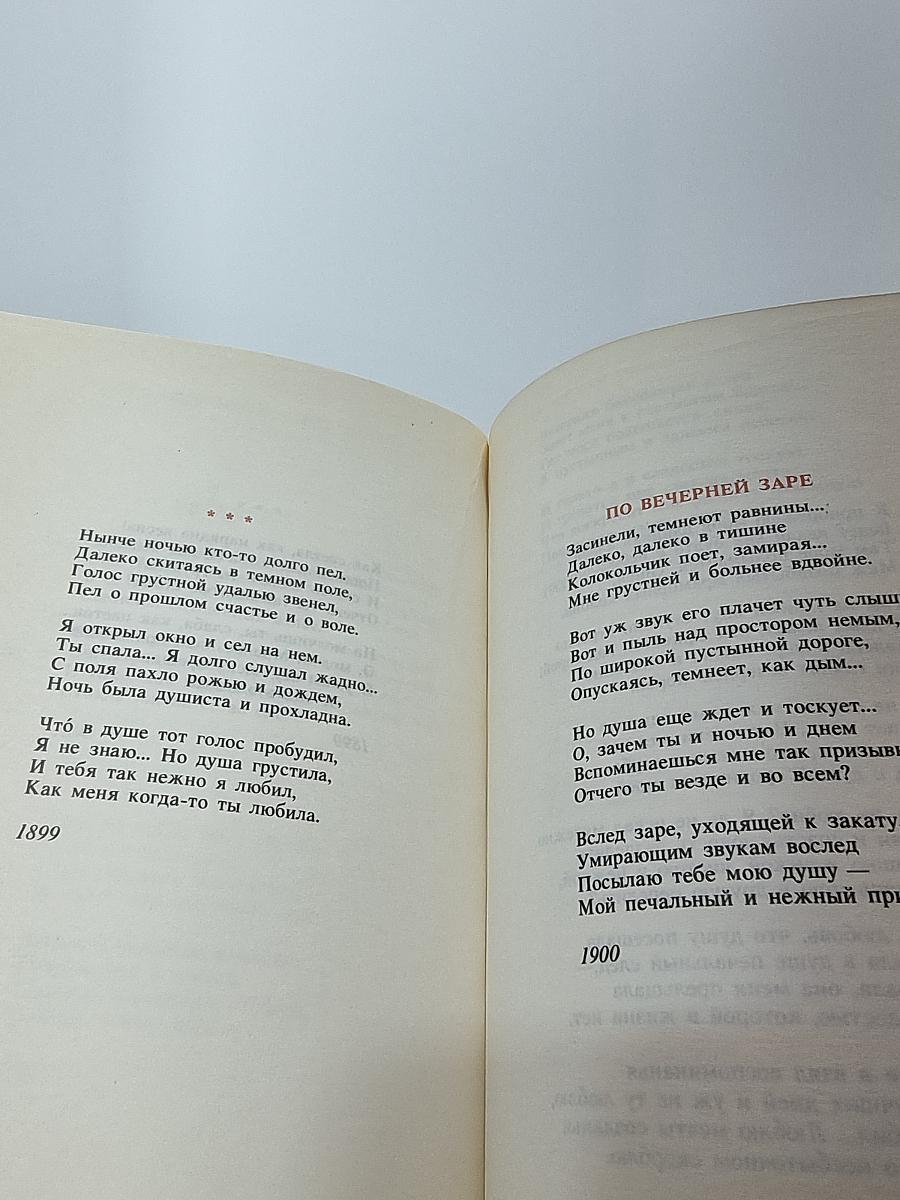 * * *
Нынче ночью кто-то долго пел.
Далеко скитаясь в темном поле,
Голос грустной удалью звенел,
Пел о прошлом счастье и о воле.
Я открыл окно и сел на нем.
Ты спала... Я долго слушал жадно...
С поля пахло рожью и дождем,
Ночь была душиста и прохладна.
Что́ в душе тот голос пробудил,
Я не знаю... Но душа грустила,
И тебя так нежно я любил,
Как меня когда-то ты любила.
1899
ПО ВЕЧЕРНЕЙ ЗАРЕ
Засинели, темнеют равнины...
Далеко, далеко в тишине
Колокольчик поет, замирая...
Мне грустней и больнее вдвойне.
Вот уж звук его плачет чуть
Вот и пыль над простором немым,
По широкой пустынной дороге,
Опускаясь, темнеет, как дым...
Но душа еще ждет и тоскует...
О, зачем ты и ночью и днем
Вспоминаешься мне так
Отчего ты везде и во всем?
Вслед заре, уходящей к закату
Умирающим звукам вослед
Посылаю тебе мою душу —
Мой печальный и нежный
1900